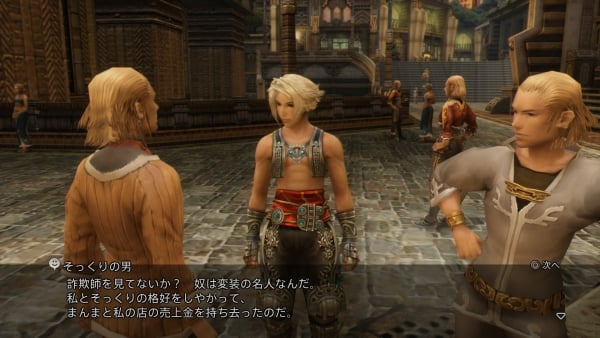 そっくりの男
詐欺師を見てないか？　奴は変装の名人なんだ。
私とそっくりの格好をしやがって、
まんまと私の店の売上金を持ち去ったのだ。
次へ